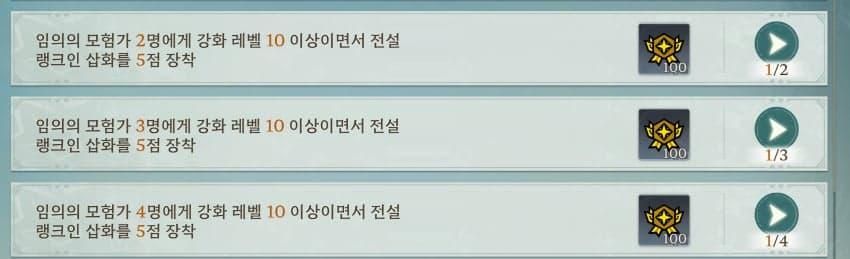 임의의 모험가 2명에게 강화 레벨 10 이상이면서 전설
랭크인 삽화를 5점 장착
100
1/2
임의의 모험가 3명에게 강화 레벨 10 이상이면서 전설
랭크인 삽화를 5점 장착
100
1/3
임의의 모험가 4명에게 강화 레벨 10 이상이면서 전설
랭크인 삽화를 5점 장착
100
1/4